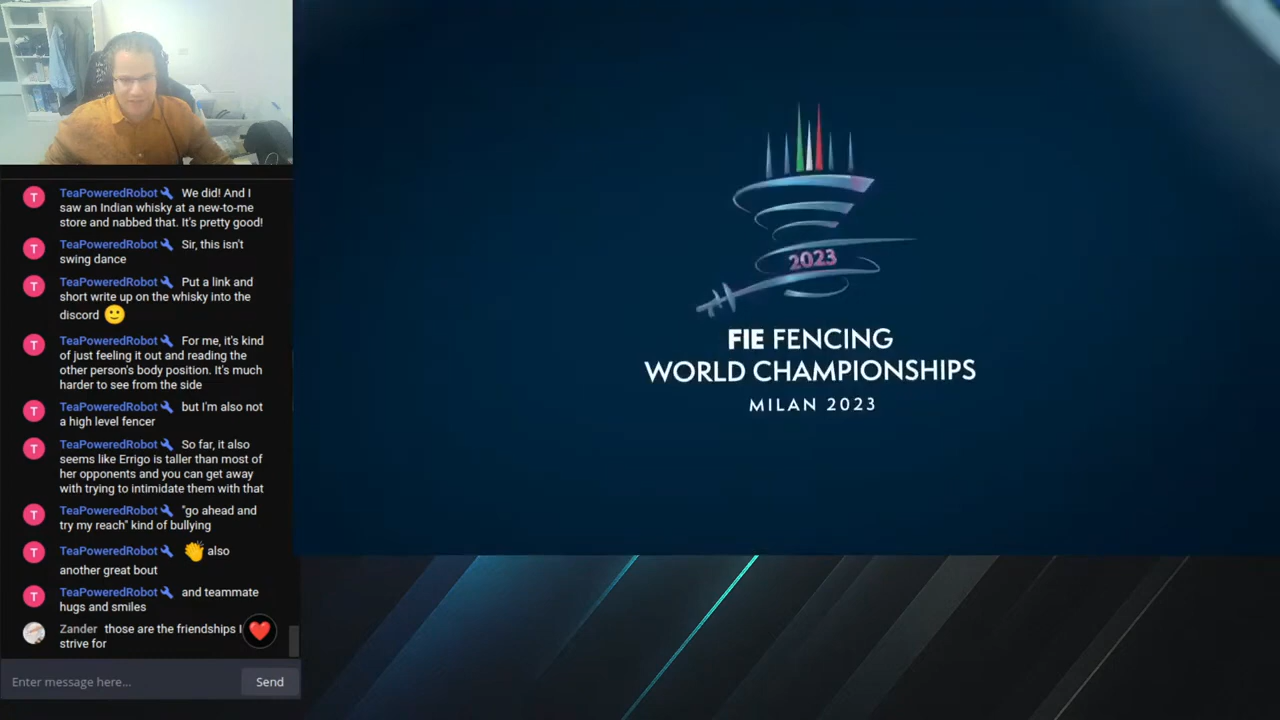 T TeaPoweredRobot We did! And I
saw an Indian whisky at a new-to-me
store and nabbed that. It's pretty good!
T TeaPoweredRobot Sir, this isn't
swing dance
T TeaPoweredRobot Put a link and
short write up on the whisky into the
discord 🙂
T TeaPoweredRobot For me, it's kind
of just feeling it out and reading the
other person's body position. It's much
harder to see from the side
T TeaPoweredRobot but I'm also not
a high level fencer
T TeaPoweredRobot So far, it also
seems like Errigo is taller than most of
her opponents and you can get away
with trying to intimidate them with that
T TeaPoweredRobot "go ahead and
try my reach" kind of bullying
T TeaPoweredRobot 👏 also
another great bout
T TeaPoweredRobot and teammate
hugs and smiles
Zander those are the friendships I
strive for
Enter message here...
Send
2023
FIE FENCING
WORLD CHAMPIONSHIPS
MILAN 2023